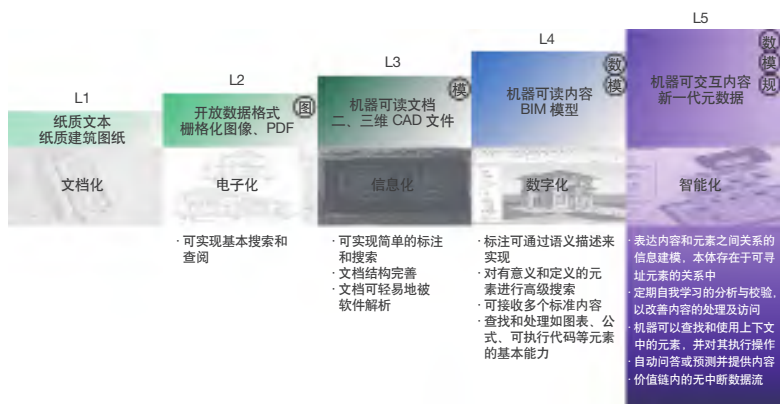 L1
纸质文本
纸质建筑图纸
文档化
L2
图
开放数据格式
栅格化图像、PDF
电子化
· 可实现基本搜索和
查阅
L3
模
机器可读文档
二、三维 CAD 文件
信息化
· 可实现简单的标注
和搜索
· 文档结构完善
· 文档可轻易地被
软件解析
L4
数
模
机器可读内容
BIM 模型
数字化
· 标注可通过语义描述来
实现
· 对有意义和定义的元
素进行高级搜索
· 可接收多个标准内容
· 查找和处理如图表、公
式、可执行代码等元素
的基本能力
L5
数
模
规
机器可交互内容
新一代元数据
智能化
· 表达内容和元素之间关系的
信息建模，本体存在于可寻
址元素的关系中
· 定期自我学习的分析与校验，
以改善内容的处理及访问
· 机器可以查找和使用上下文
中的元素，并对其执行操作
· 自动问答或预测并提供内容
· 价值链内的无中断数据流